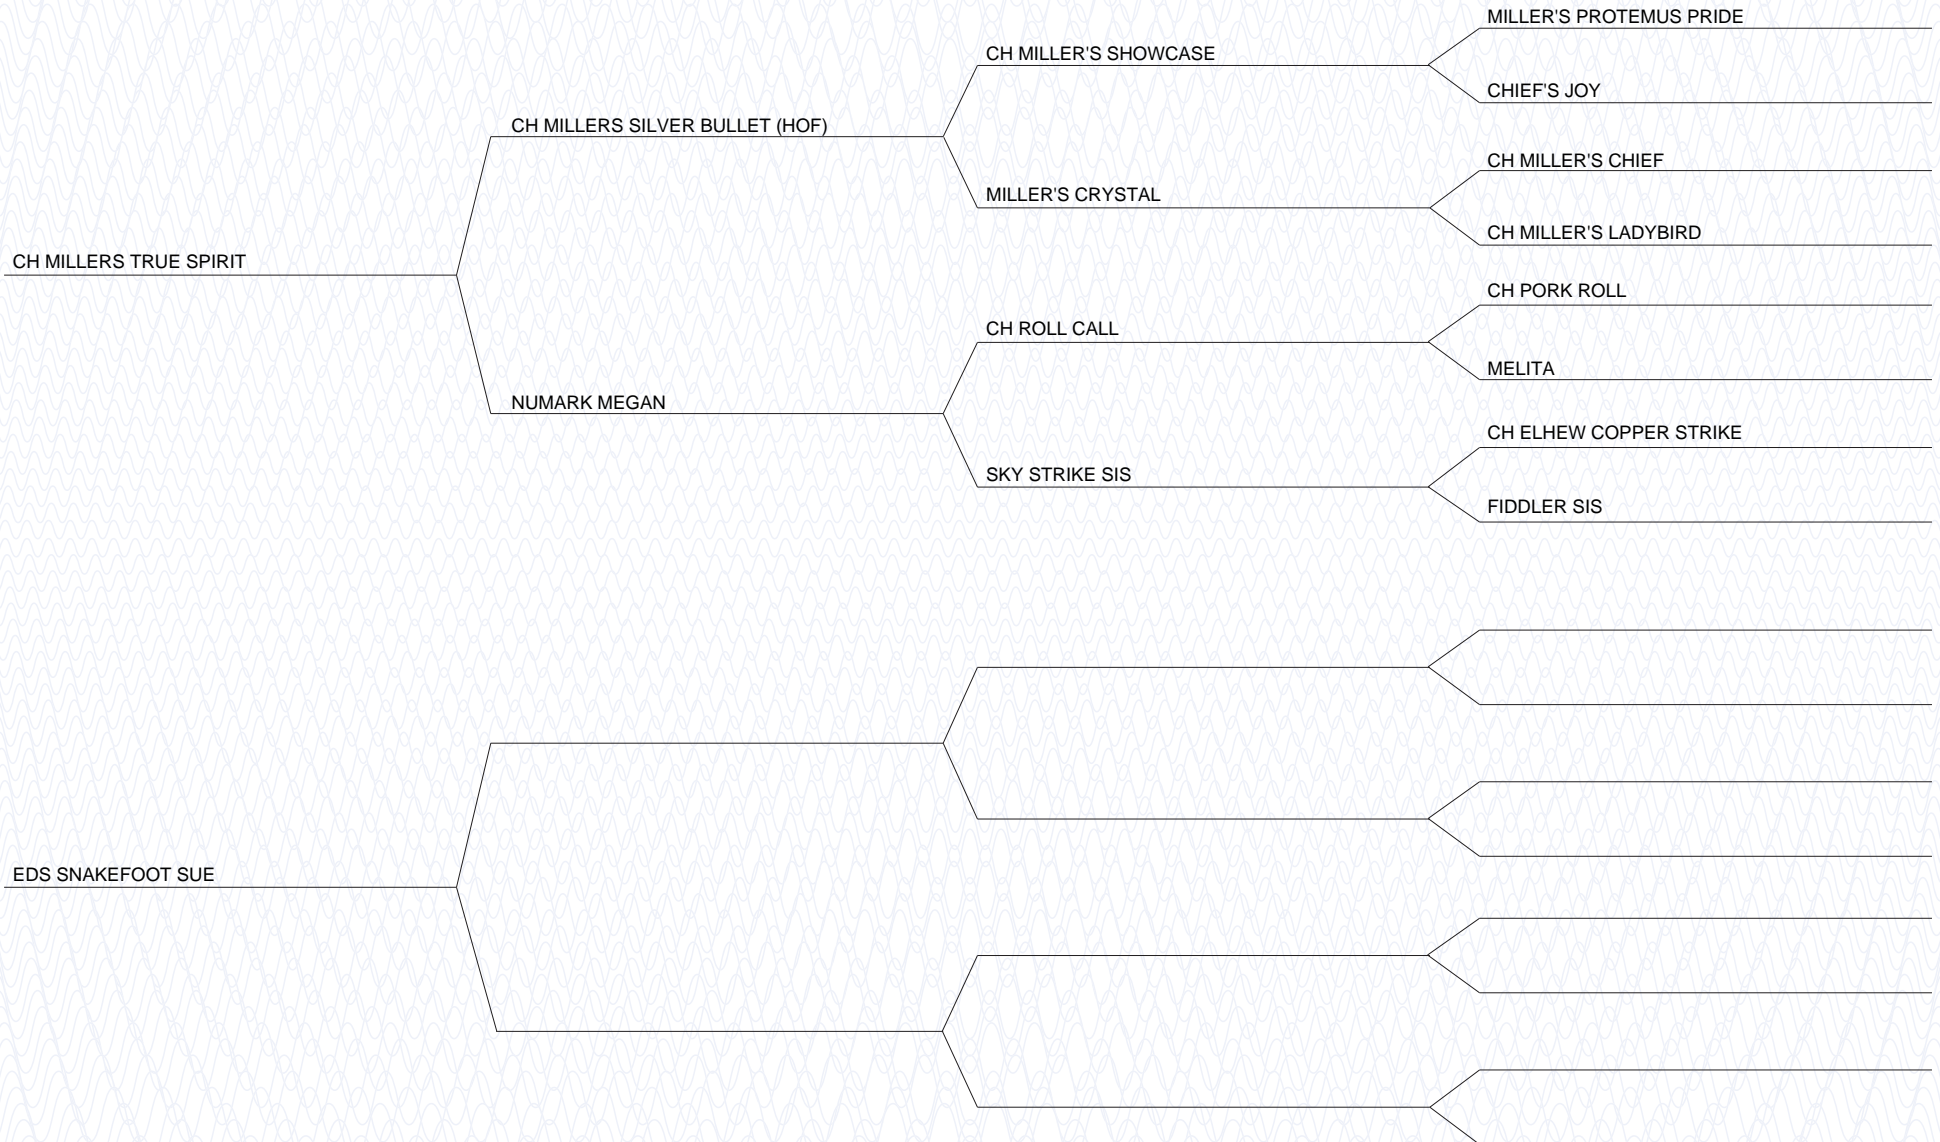 MILLER'S PROTEMUS PRIDE
CH MILLER'S SHOWCASE
CHIEF'S JOY
CH MILLERS SILVER BULLET (HOF)
CH MILLER'S CHIEF
MILLER'S CRYSTAL
CH MILLER'S LADYBIRD
CH MILLERS TRUE SPIRIT
CH PORK ROLL
CH ROLL CALL
MELITA
NUMARK MEGAN
CH ELHEW COPPER STRIKE
SKY STRIKE SIS
FIDDLER SIS
EDS SNAKEFOOT SUE